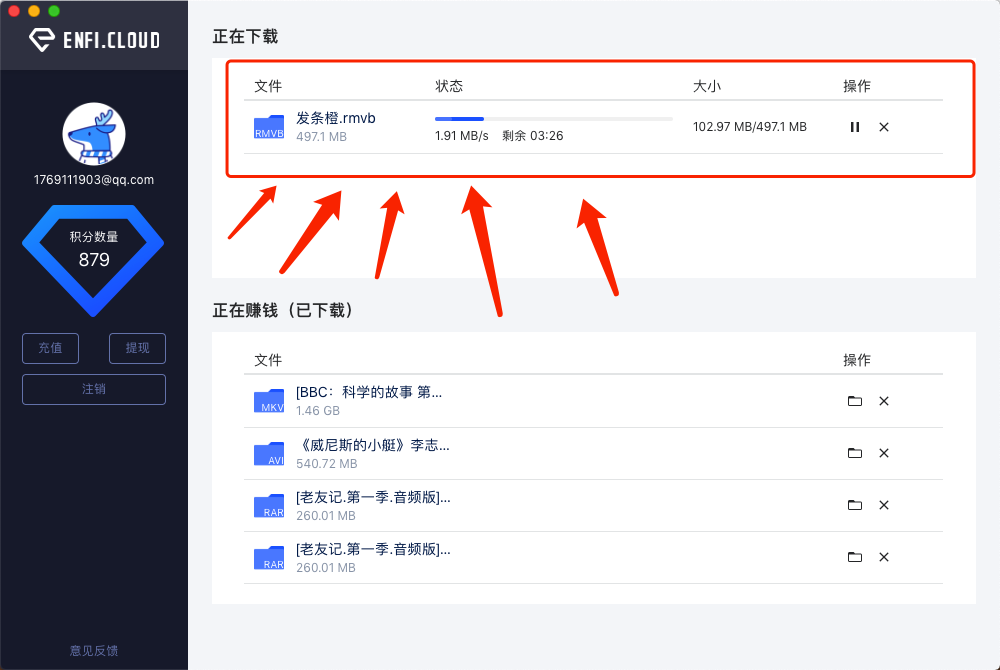 ENFI.CLOUD
1769111903@qq.com
积分数量
879
充值
提现
注销
意见反馈
正在下载
文件
状态
大小
操作
RMVB
发条橙.rmvb
497.1 MB
1.91 MB/s
剩余 03:26
102.97 MB/497.1 MB
正在赚钱（已下载）
文件
操作
MKV
[BBC：科学的故事 第...
1.46 GB
AVI
《威尼斯的小艇》李志...
540.72 MB
RAR
[老友记.第一季.音频版]...
260.01 MB
RAR
[老友记.第一季.音频版]...
260.01 MB